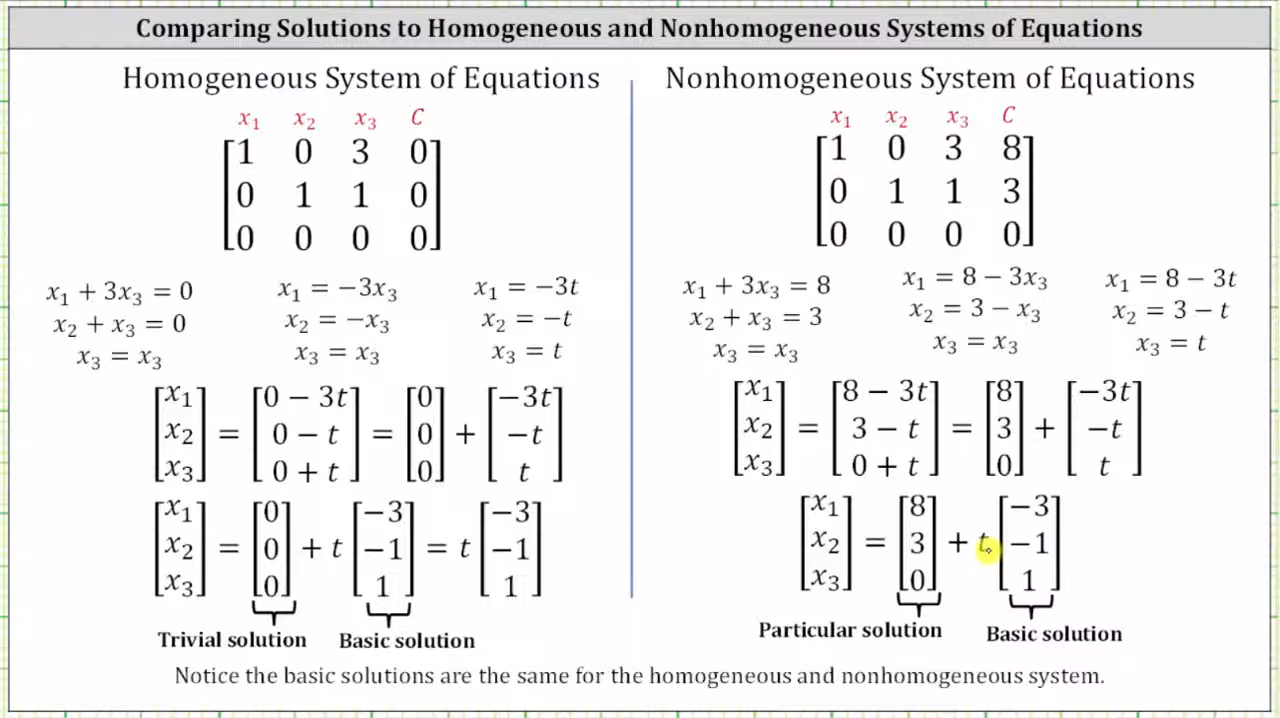 Comparing Solutions to Homogeneous and Nonhomogeneous Systems of Equations
Homogeneous System of Equations
x₁ x₂ x₃ C
[1 0 3 0]
[0 1 1 0]
[0 0 0 0]
x₁ + 3x₃ = 0
x₂ + x₃ = 0
x₃ = x₃
x₁ = −3x₃
x₂ = −x₃
x₃ = x₃
x₁ = −3t
x₂ = −t
x₃ = t
[x₁] [0 − 3t] [0] [−3t]
[x₂] = [0 − t] = [0] + [−t]
[x₃] [0 + t] [0] [t]
[x₁] [0] [−3] [−3]
[x₂] = [0] + t [−1] = t [−1]
[x₃] [0] [1] [1]
Trivial solution Basic solution
Nonhomogeneous System of Equations
x₁ x₂ x₃ C
[1 0 3 8]
[0 1 1 3]
[0 0 0 0]
x₁ + 3x₃ = 8
x₂ + x₃ = 3
x₃ = x₃
x₁ = 8 − 3x₃
x₂ = 3 − x₃
x₃ = x₃
x₁ = 8 − 3t
x₂ = 3 − t
x₃ = t
[x₁] [8 − 3t] [8] [−3t]
[x₂] = [3 − t] = [3] + [−t]
[x₃] [0 + t] [0] [t]
[x₁] [8] [−3]
[x₂] = [3] + t [−1]
[x₃] [0] [1]
Particular solution Basic solution
Notice the basic solutions are the same for the homogeneous and nonhomogeneous system.